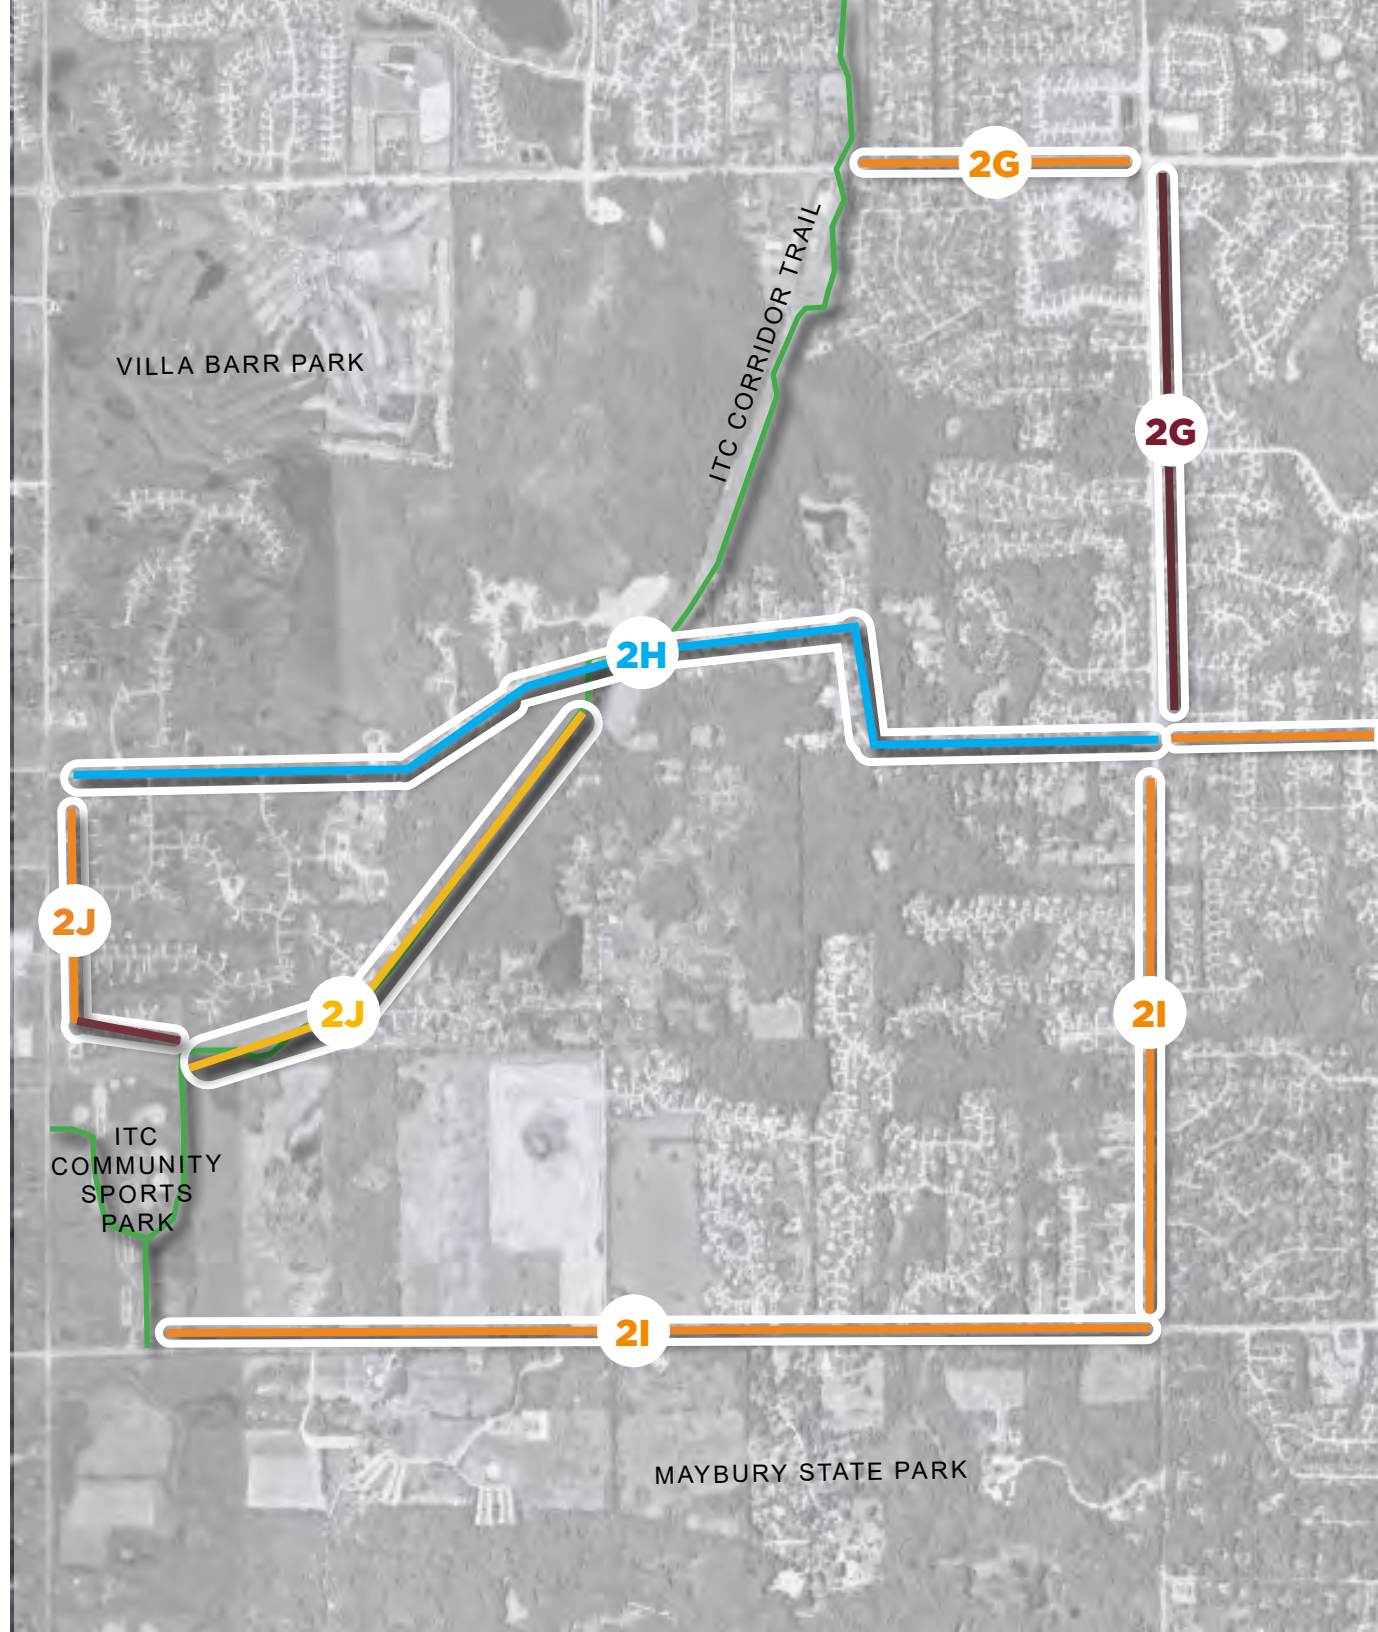 2G
ITC CORRIDOR TRAIL
VILLA BARR PARK
2G
2H
2J
2J
2I
ITC
COMMUNITY
SPORTS
PARK
2I
MAYBURY STATE PARK